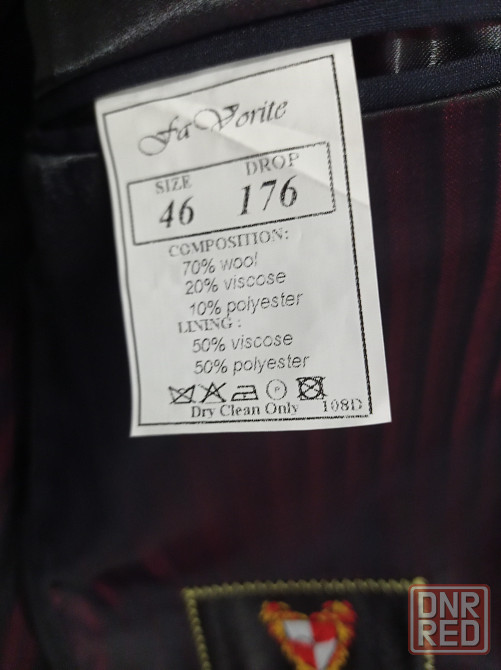 FaVorite
SIZE DROP
46 176
COMPOSITION:
70% wool
20% viscose
10% polyester
LINING :
50% viscose
50% polyester
P
Dry Clean Only 108D
DNR
RED